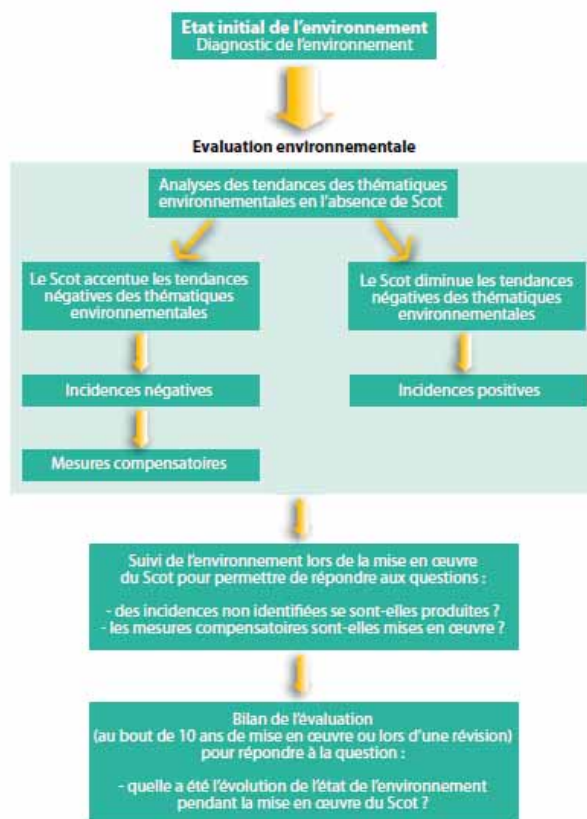 Etat initial de l'environnement
Diagnostic de l'environnement
Evaluation environnementale
Analyses des tendances des thématiques
environnementales en l'absence de Scot
Le Scot accentue les tendances
négatives des thématiques
environnementales
Le Scot diminue les tendances
négatives des thématiques
environnementales
Incidences négatives
Incidences positives
Mesures compensatoires
Suivi de l'environnement lors de la mise en œuvre
du Scot pour permettre de répondre aux questions :
- des incidences non identifiées se sont-elles produites ?
- les mesures compensatoires sont-elles mises en œuvre ?
Bilan de l'évaluation
(au bout de 10 ans de mise en œuvre ou lors d'une révision)
pour répondre à la question :
- quelle a été l'évolution de l'état de l'environnement
pendant la mise en œuvre du Scot ?